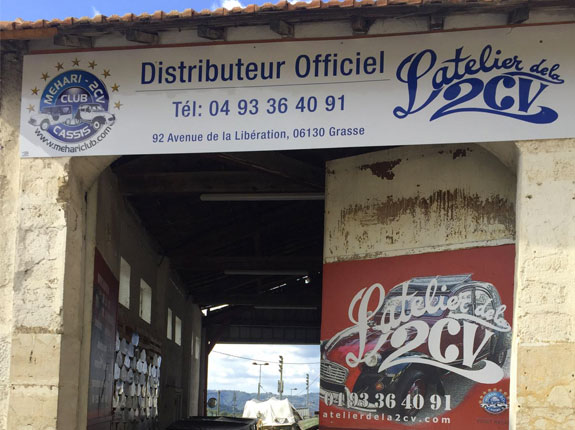 MEHARI - 2CV
CLUB
CASSIS
www.mehariclub.com
Distributeur Officiel
Tél: 04 93 36 40 91
92 Avenue de la Libération, 06130 Grasse
L'atelier de la
2CV
L'atelier de la
2CV
04 93 36 40 91
atelierdela2cv.com